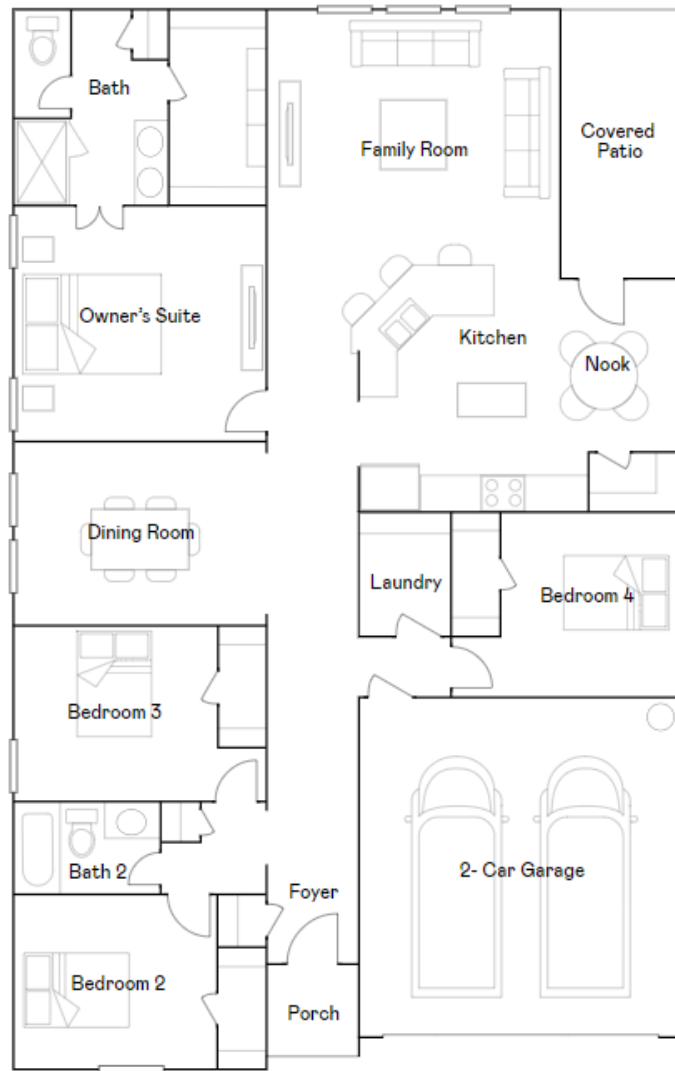 Bath
Family Room
Covered
Patio
Owner's Suite
Kitchen
Nook
Dining Room
Laundry
Bedroom 4
Bedroom 3
Bath 2
2- Car Garage
Foyer
Bedroom 2
Porch